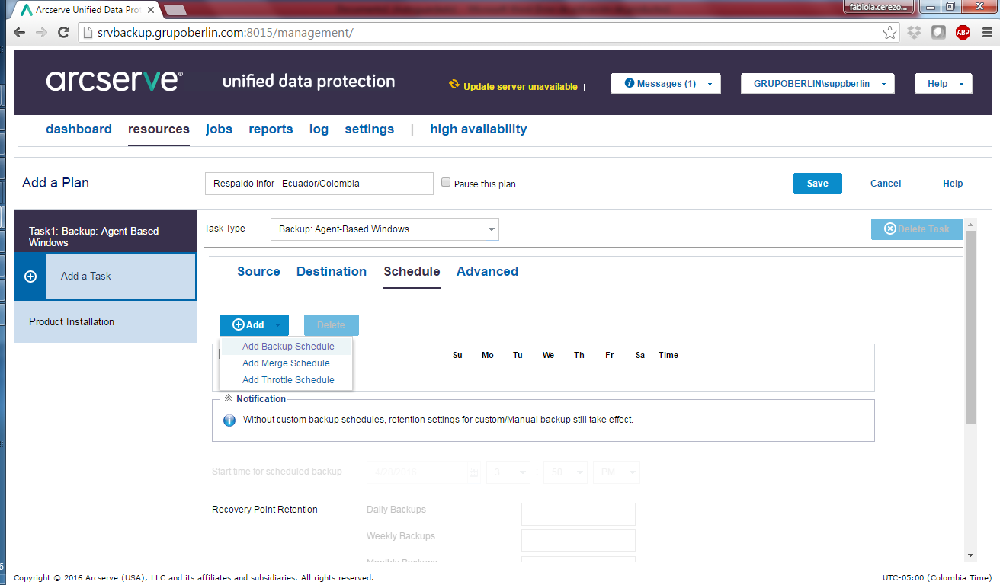 Arcserve Unified Data Pro
fabiola.cerezo...
srvbackup.grupoberlin.com:8015/management/
ABP
arcserve®
unified data protection
Update server unavailable |
Messages (1)
GRUPOBERLIN\suppberlin
Help
dashboard
resources
jobs
reports
log
settings
|
high availability
Add a Plan
Respaldo Infor - Ecuador/Colombia
Pause this plan
Save
Cancel
Help
Task1: Backup: Agent-Based
Windows
Add a Task
Product Installation
Task Type
Backup: Agent-Based Windows
Delete Task
Source
Destination
Schedule
Advanced
Add
Delete
Add Backup Schedule
Add Merge Schedule
Add Throttle Schedule
Su Mo Tu We Th Fr Sa Time
Notification
Without custom backup schedules, retention settings for custom/Manual backup still take effect.
Start time for scheduled backup
4/28/2016
3 : 50 PM
Recovery Point Retention
Daily Backups
Weekly Backups
Monthly Backups
Copyright © 2016 Arcserve (USA), LLC and its affiliates and subsidiaries. All rights reserved.
UTC-05:00 (Colombia Time)